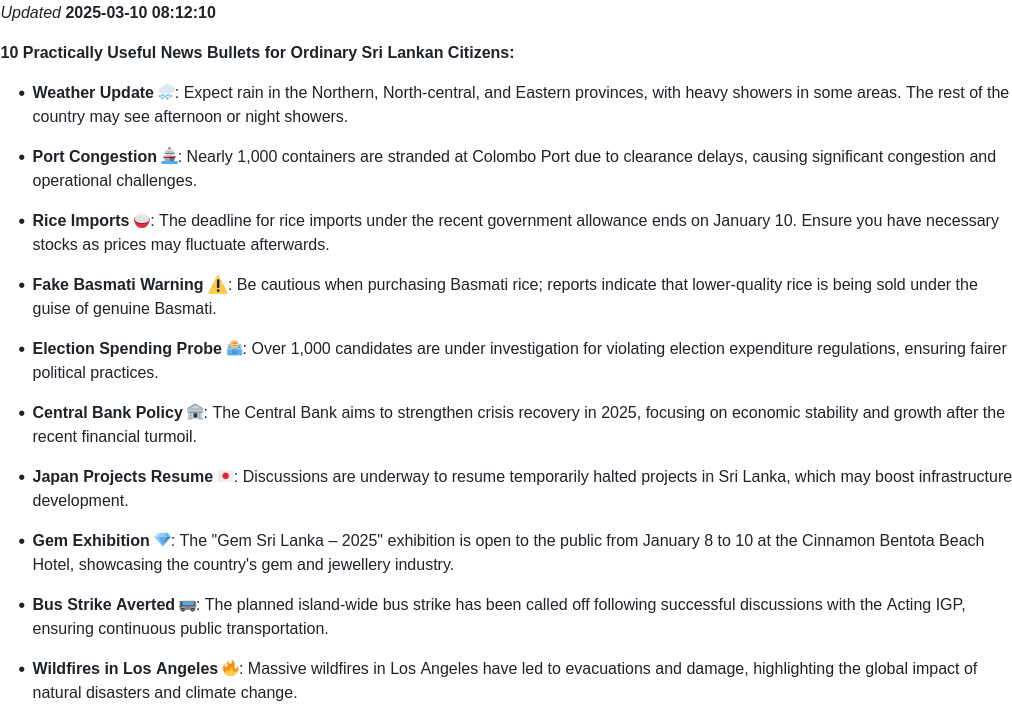 Updated 2025-03-10 08:12:10
10 Practically Useful News Bullets for Ordinary Sri Lankan Citizens:
• Weather Update 🌧️: Expect rain in the Northern, North-central, and Eastern provinces, with heavy showers in some areas. The rest of the
country may see afternoon or night showers.
• Port Congestion 🚢: Nearly 1,000 containers are stranded at Colombo Port due to clearance delays, causing significant congestion and
operational challenges.
• Rice Imports 🍚: The deadline for rice imports under the recent government allowance ends on January 10. Ensure you have necessary
stocks as prices may fluctuate afterwards.
• Fake Basmati Warning ⚠️: Be cautious when purchasing Basmati rice; reports indicate that lower-quality rice is being sold under the
guise of genuine Basmati.
• Election Spending Probe 🗳️: Over 1,000 candidates are under investigation for violating election expenditure regulations, ensuring fairer
political practices.
• Central Bank Policy 🏦: The Central Bank aims to strengthen crisis recovery in 2025, focusing on economic stability and growth after the
recent financial turmoil.
• Japan Projects Resume 🇯🇵: Discussions are underway to resume temporarily halted projects in Sri Lanka, which may boost infrastructure
development.
• Gem Exhibition 💎: The "Gem Sri Lanka – 2025" exhibition is open to the public from January 8 to 10 at the Cinnamon Bentota Beach
Hotel, showcasing the country's gem and jewellery industry.
• Bus Strike Averted 🚌: The planned island-wide bus strike has been called off following successful discussions with the Acting IGP,
ensuring continuous public transportation.
• Wildfires in Los Angeles 🔥: Massive wildfires in Los Angeles have led to evacuations and damage, highlighting the global impact of
natural disasters and climate change.